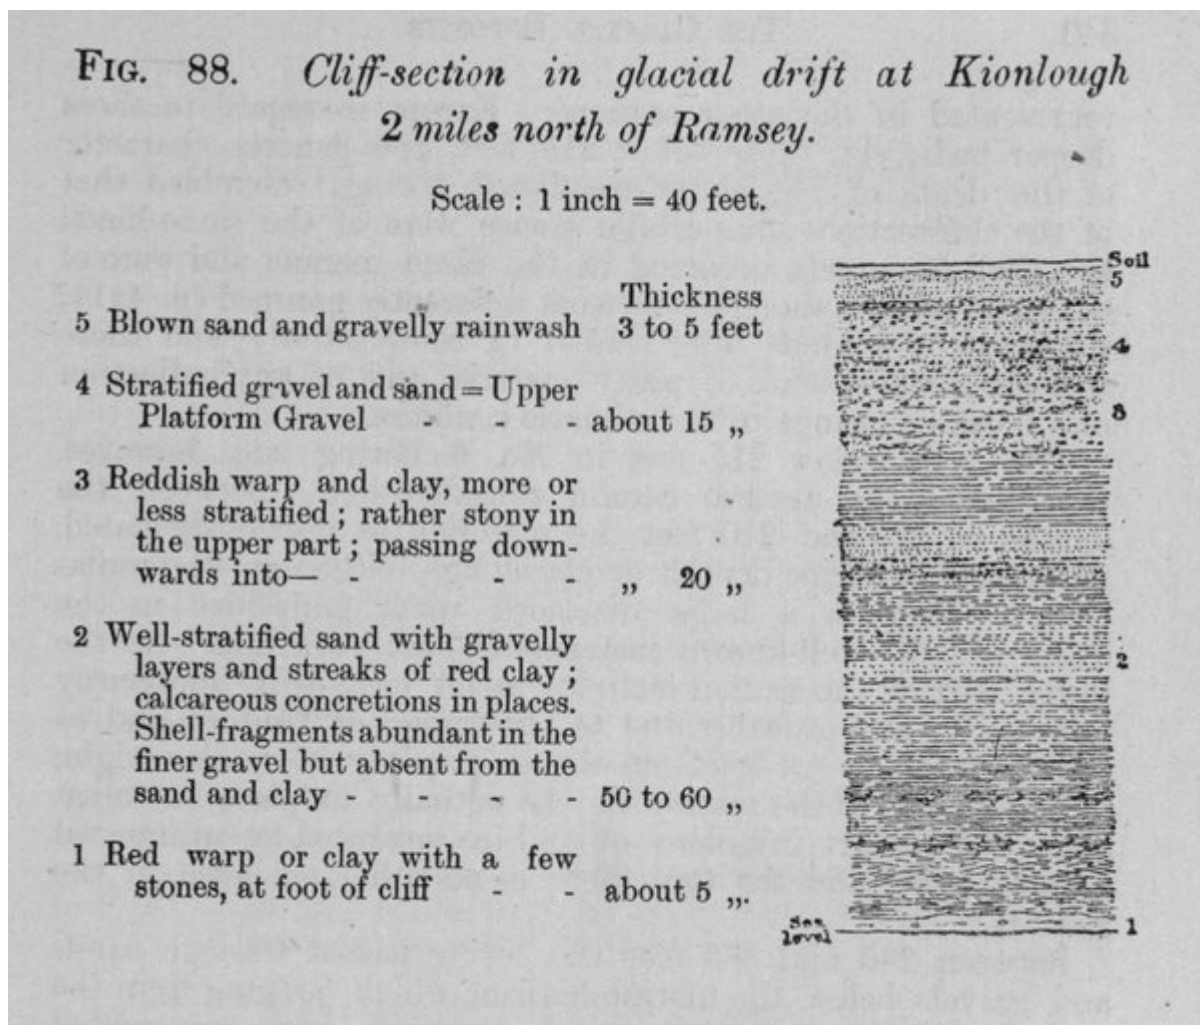 FIG. 88. Cliff-section in glacial drift at Kionlough
2 miles north of Ramsey.
Scale : 1 inch = 40 feet.
Thickness
5 Blown sand and gravelly rainwash 3 to 5 feet
4 Stratified gravel and sand = Upper
Platform Gravel - - - about 15 „
3 Reddish warp and clay, more or
less stratified ; rather stony in
the upper part ; passing down-
wards into— - - - „ 20 „
2 Well-stratified sand with gravelly
layers and streaks of red clay ;
calcareous concretions in places.
Shell-fragments abundant in the
finer gravel but absent from the
sand and clay - - - 50 to 60 „
1 Red warp or clay with a few
stones, at foot of cliff - - about 5 „.
Soil
5
4
3
2
1
Sea
level